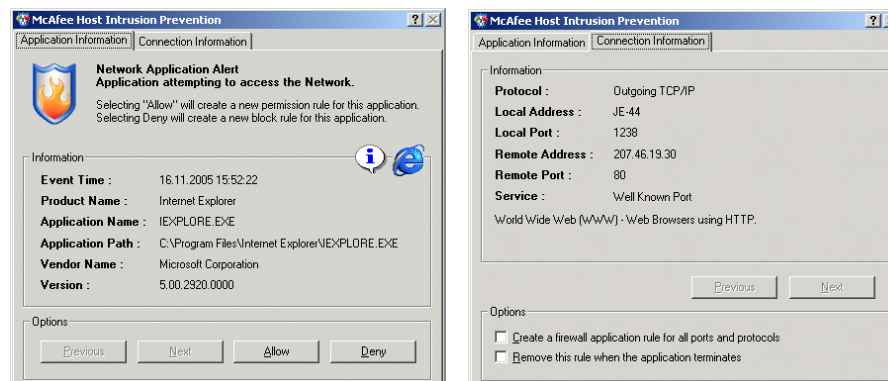 McAfee Host Intrusion Prevention
Application Information
Connection Information
Network Application Alert
Application attempting to access the Network.
Selecting "Allow" will create a new permission rule for this application.
Selecting Deny will create a new block rule for this application.
Information
Event Time : 16.11.2005 15:52:22
Product Name : Internet Explorer
Application Name : IEXPLORE.EXE
Application Path : C:\Program Files\Internet Explorer\IEXPLORE.EXE
Vendor Name : Microsoft Corporation
Version : 5.00.2920.0000
Options
Previous Next Allow Deny
McAfee Host Intrusion Prevention
Application Information
Connection Information
Information
Protocol : Outgoing TCP/IP
Local Address : JE-44
Local Port : 1238
Remote Address : 207.46.19.30
Remote Port : 80
Service : Well Known Port
World Wide Web (WWW) - Web Browsers using HTTP.
Previous Next
Options
Create a firewall application rule for all ports and protocols
Remove this rule when the application terminates